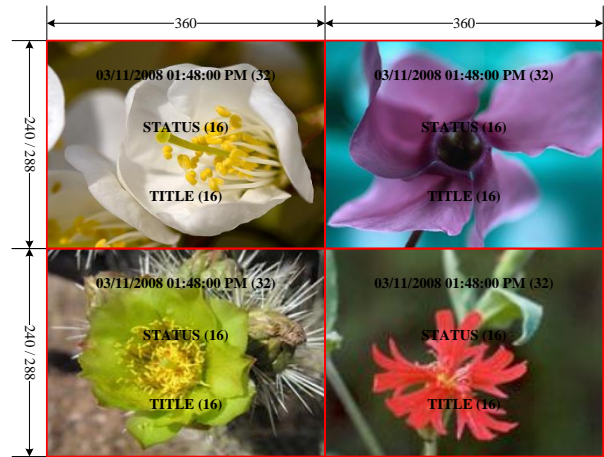 360 360
240 / 288
03/11/2008 01:48:00 PM (32) 03/11/2008 01:48:00 PM (32)
STATUS (16) STATUS (16)
TITLE (16) TITLE (16)
240 / 288
03/11/2008 01:48:00 PM (32) 03/11/2008 01:48:00 PM (32)
STATUS (16) STATUS (16)
TITLE (16) TITLE (16)